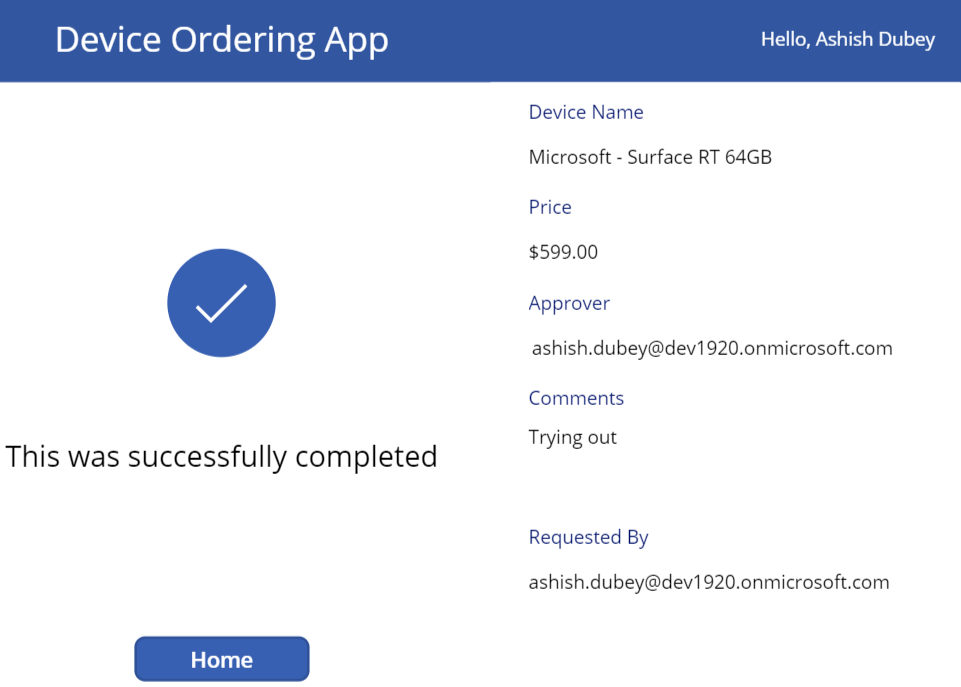 Device Ordering App
Hello, Ashish Dubey
This was successfully completed
Home
Device Name
Microsoft - Surface RT 64GB
Price
$599.00
Approver
ashish.dubey@dev1920.onmicrosoft.com
Comments
Trying out
Requested By
ashish.dubey@dev1920.onmicrosoft.com